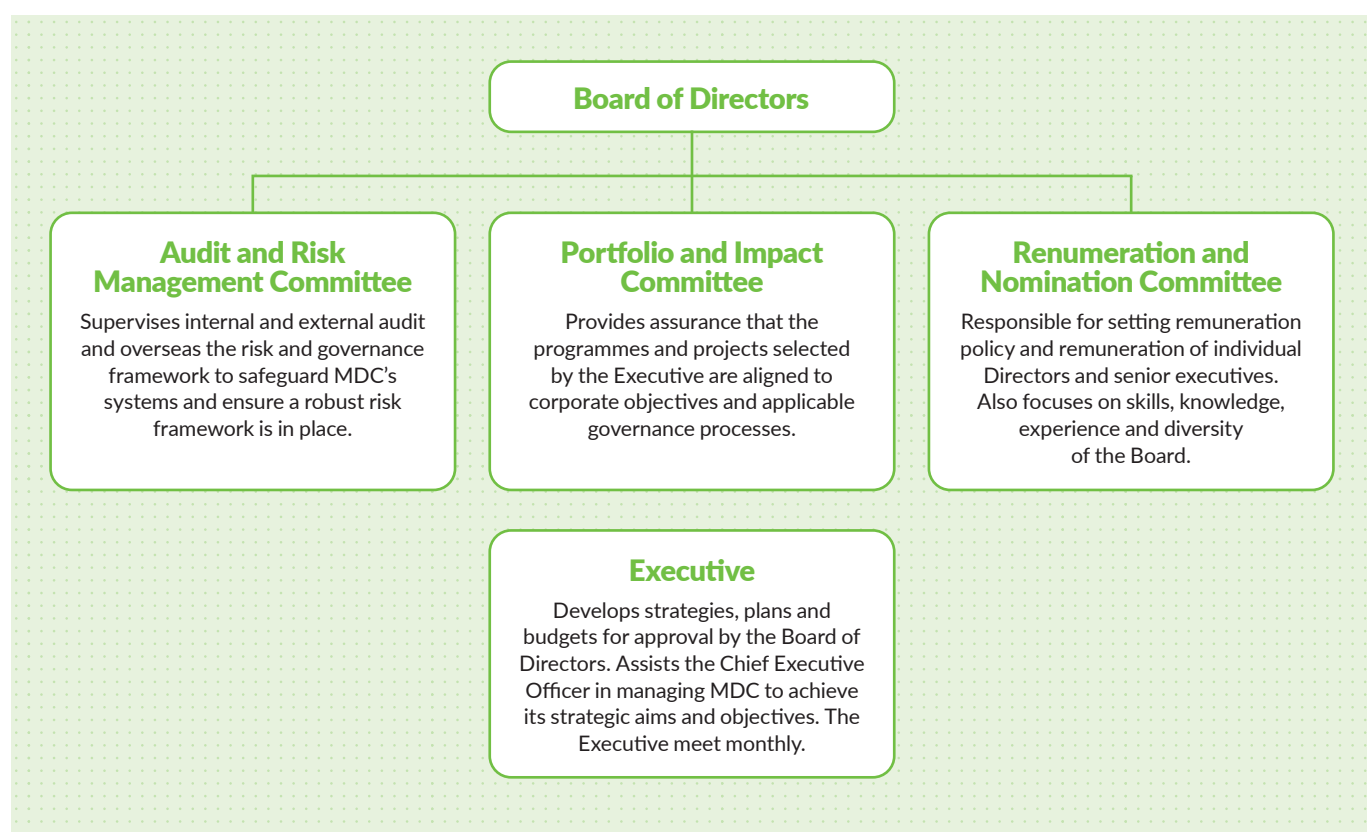 Board of Directors
Audit and Risk
Management Committee
Supervises internal and external audit
and overseas the risk and governance
framework to safeguard MDC’s
systems and ensure a robust risk
framework is in place.
Portfolio and Impact
Committee
Provides assurance that the
programmes and projects selected
by the Executive are aligned to
corporate objectives and applicable
governance processes.
Renumeration and
Nomination Committee
Responsible for setting remuneration
policy and remuneration of individual
Directors and senior executives.
Also focuses on skills, knowledge,
experience and diversity
of the Board.
Executive
Develops strategies, plans and
budgets for approval by the Board of
Directors. Assists the Chief Executive
Officer in managing MDC to achieve
its strategic aims and objectives. The
Executive meet monthly.